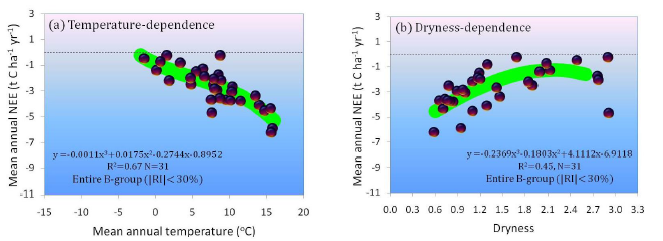 (a) Temperature-dependence
Mean annual NEE (t C ha⁻¹ yr⁻¹)
3
1
-1
-3
-5
-7
-9
-11
y =-0.0011x³+0.0175x²-0.2744x-0.8952
R²=0.67 N=31
Entire B-group (|RI|< 30%)
-15 -10 -5 0 5 10 15 20
Mean annual temperature (°C)
(b) Dryness-dependence
Mean annual NEE (t C ha⁻¹ yr⁻¹)
3
1
-1
-3
-5
-7
-9
-11
y =-0.2369x³-0.1803x²+4.1112x-6.9118
R²=0.45, N=31
Entire B-group (|RI|< 30%)
0.0 0.3 0.6 0.9 1.2 1.5 1.8 2.1 2.4 2.7 3.0 3.3
Dryness